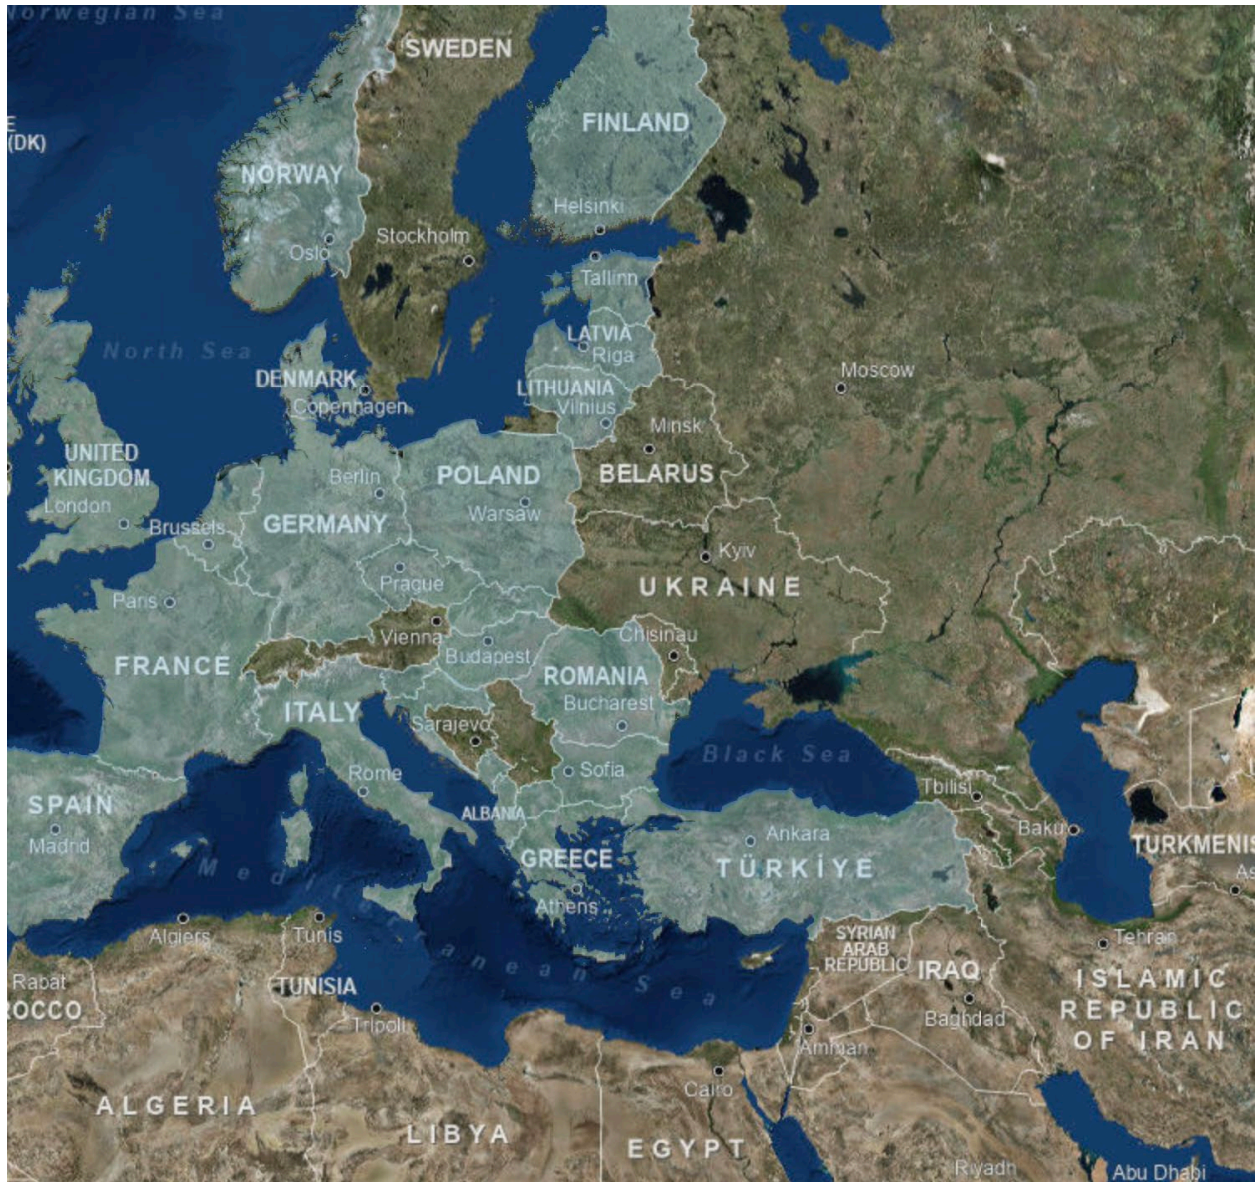 Norwegian Sea
SWEDEN
FINLAND
E
(DK)
NORWAY
Helsinki
Oslo
Stockholm
Tallinn
North Sea
LATVIA
Riga
DENMARK
Copenhagen
LITHUANIA
Vilnius
Moscow
Minsk
UNITED
KINGDOM
London
Berlin
POLAND
Warsaw
BELARUS
Brussels
GERMANY
Kyiv
UKRAINE
Prague
Paris
Vienna
Budapest
Chisinau
FRANCE
ROMANIA
Bucharest
ITALY
Sarajevo
Black Sea
Sofia
Rome
SPAIN
Madrid
ALBANIA
Tbilisi
Baku
Ankara
TÜRKİYE
TURKMENIS
GREECE
Mediterranean Sea
Athens
As
Algiers
Tunis
SYRIAN
ARAB
REPUBLIC
Tehran
Rabat
ROCCO
TUNISIA
Tripoli
IRAQ
Baghdad
ISLAMIC
REPUBLIC
OF IRAN
Amman
Cairo
ALGERIA
LIBYA
EGYPT
Riyadh
Abu Dhabi